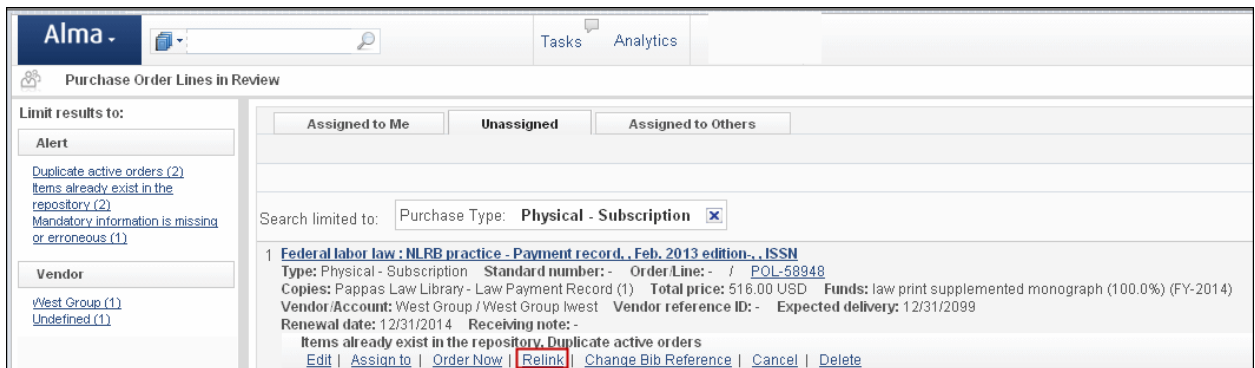 Alma
Tasks Analytics
Purchase Order Lines in Review
Limit results to:
Alert
Duplicate active orders (2)
Items already exist in the
repository (2)
Mandatory information is missing
or erroneous (1)
Vendor
West Group (1)
Undefined (1)
Assigned to Me Unassigned Assigned to Others
Search limited to: Purchase Type: Physical - Subscription
1 Federal labor law : NLRB practice - Payment record, , Feb. 2013 edition-, , ISSN
Type: Physical - Subscription Standard number: - Order/Line: - / POL-58948
Copies: Pappas Law Library - Law Payment Record (1) Total price: 516.00 USD Funds: law print supplemented monograph (100.0%) (FY-2014)
Vendor/Account: West Group / West Group lwest Vendor reference ID: - Expected delivery: 12/31/2099
Renewal date: 12/31/2014 Receiving note: -
Items already exist in the repository, Duplicate active orders
Edit | Assign to | Order Now | Relink | Change Bib Reference | Cancel | Delete